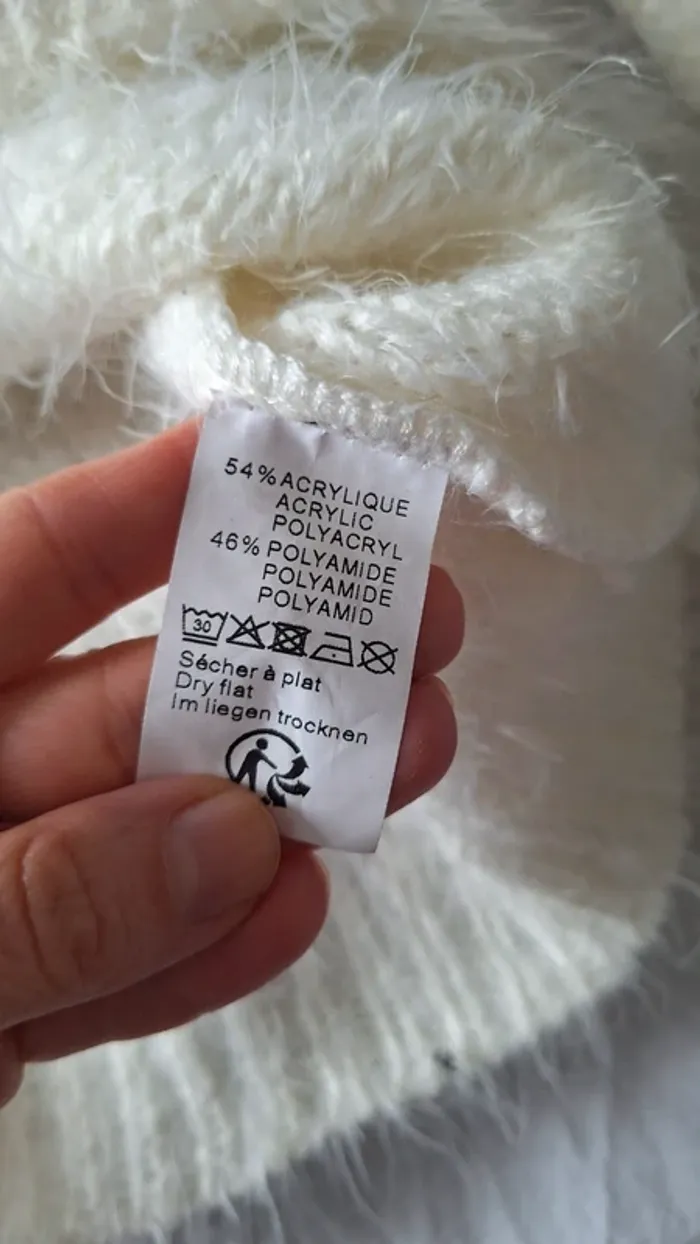 54% ACRYLIQUE
ACRYLIC
POLYACRYL
46% POLYAMIDE
POLYAMIDE
POLYAMID
30
Sécher à plat
Dry flat
Im liegen trocknen